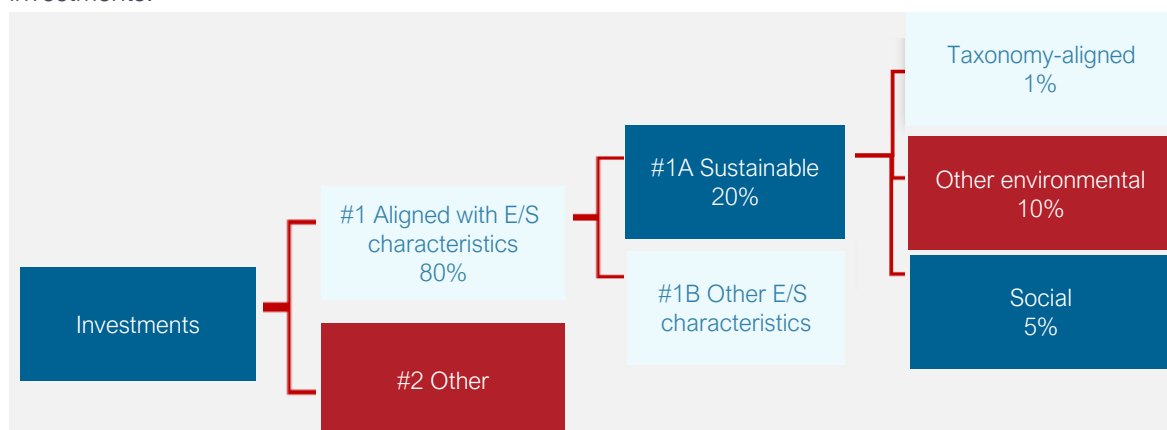 Investments
#1 Aligned with E/S
characteristics
80%
#2 Other
#1A Sustainable
20%
#1B Other E/S
characteristics
Taxonomy-aligned
1%
Other environmental
10%
Social
5%